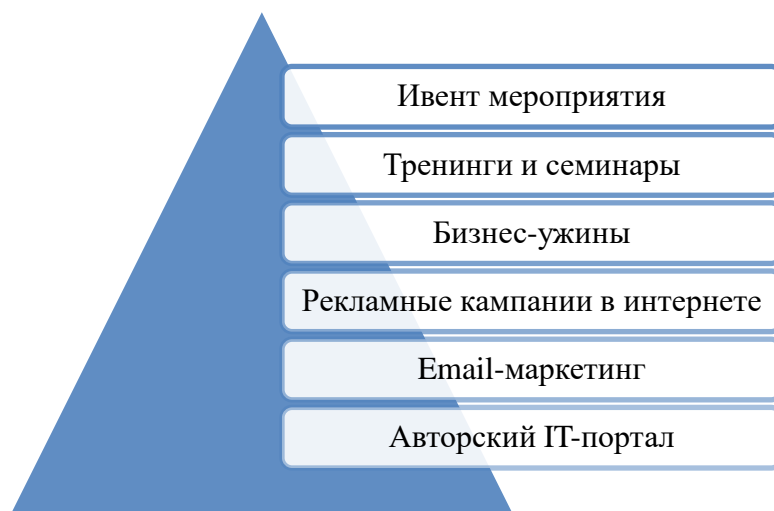 Ивент мероприятия
Тренинги и семинары
Бизнес-ужины
Рекламные кампании в интернете
Email-маркетинг
Авторский IT-портал